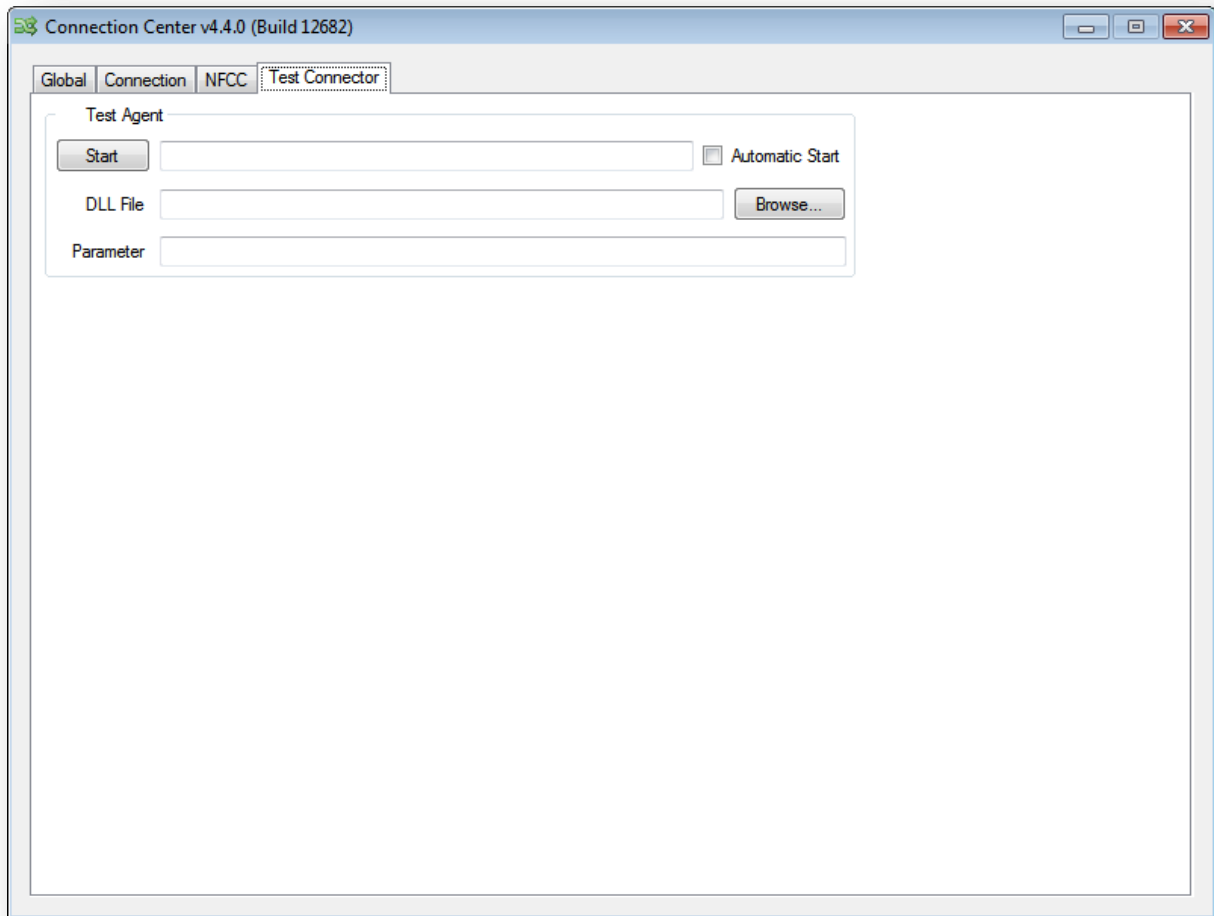 Connection Center v4.4.0 (Build 12682)
Global Connection NFCC Test Connector
Test Agent
Start Automatic Start
DLL File Browse...
Parameter